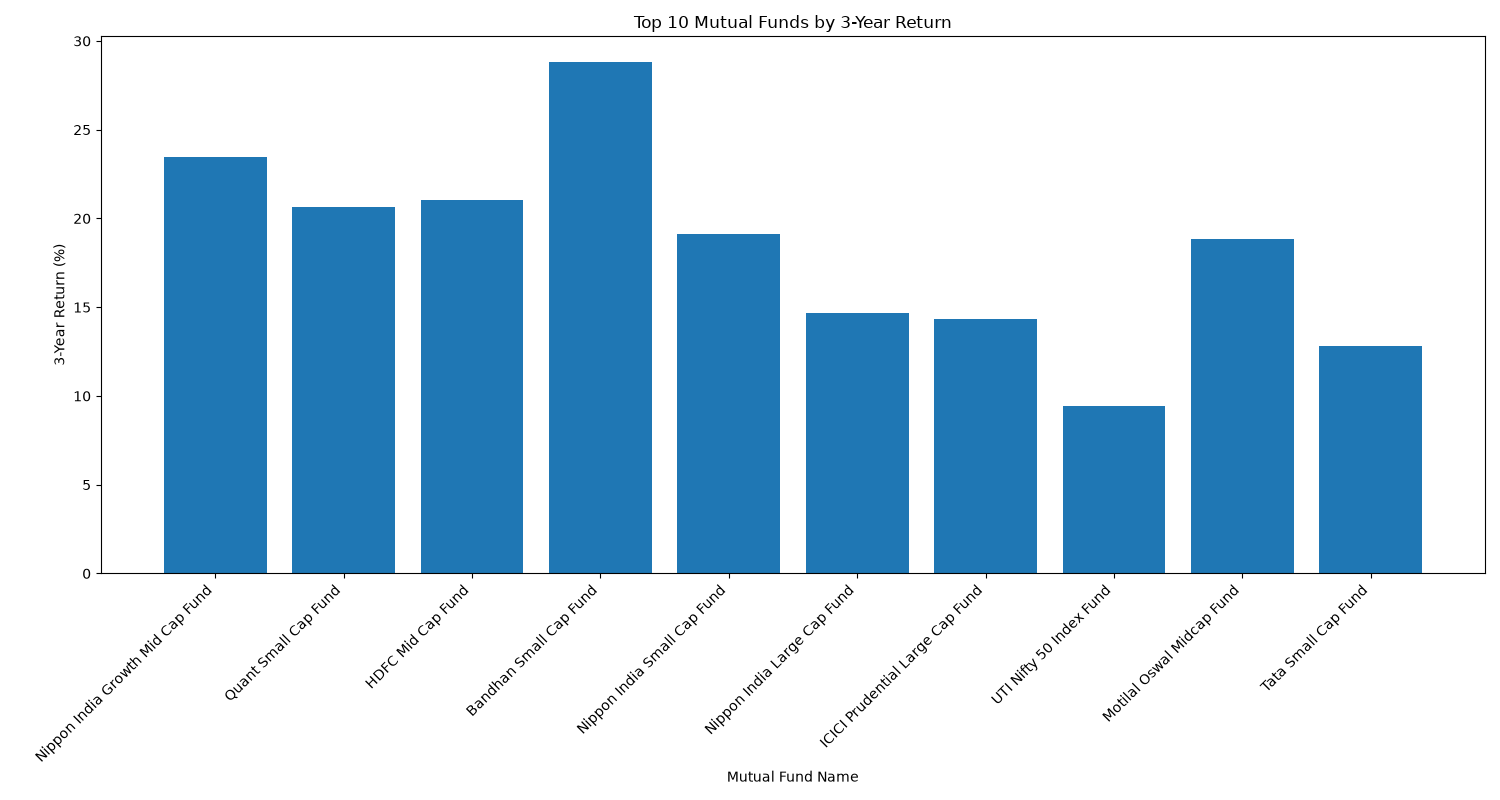 Top 10 Mutual Funds by 3-Year Return
3-Year Return (%)
30
25
20
15
10
5
0
Nippon India Growth Mid Cap Fund
Quant Small Cap Fund
HDFC Mid Cap Fund
Bandhan Small Cap Fund
Nippon India Small Cap Fund
Nippon India Large Cap Fund
ICICI Prudential Large Cap Fund
UTI Nifty 50 Index Fund
Motilal Oswal Midcap Fund
Tata Small Cap Fund
Mutual Fund Name